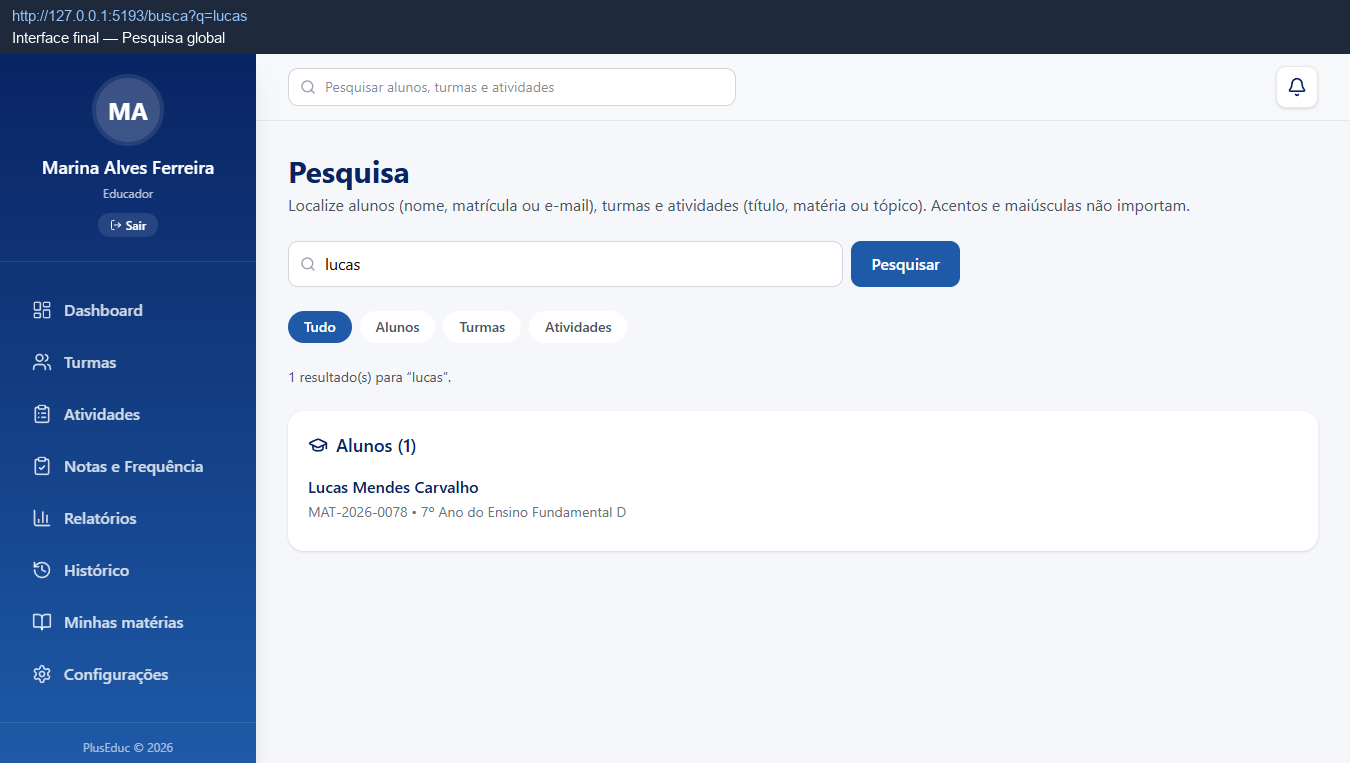 http://127.0.0.1:5193/busca?q=lucas
Interface final — Pesquisa global
MA
Marina Alves Ferreira
Educador
Sair
Dashboard
Turmas
Atividades
Notas e Frequência
Relatórios
Histórico
Minhas matérias
Configurações
PlusEduc © 2026
Pesquisar alunos, turmas e atividades
Pesquisa
Localize alunos (nome, matrícula ou e-mail), turmas e atividades (título, matéria ou tópico). Acentos e maiúsculas não importam.
lucas
Pesquisar
Tudo
Alunos
Turmas
Atividades
1 resultado(s) para “lucas”.
Alunos (1)
Lucas Mendes Carvalho
MAT-2026-0078 • 7º Ano do Ensino Fundamental D